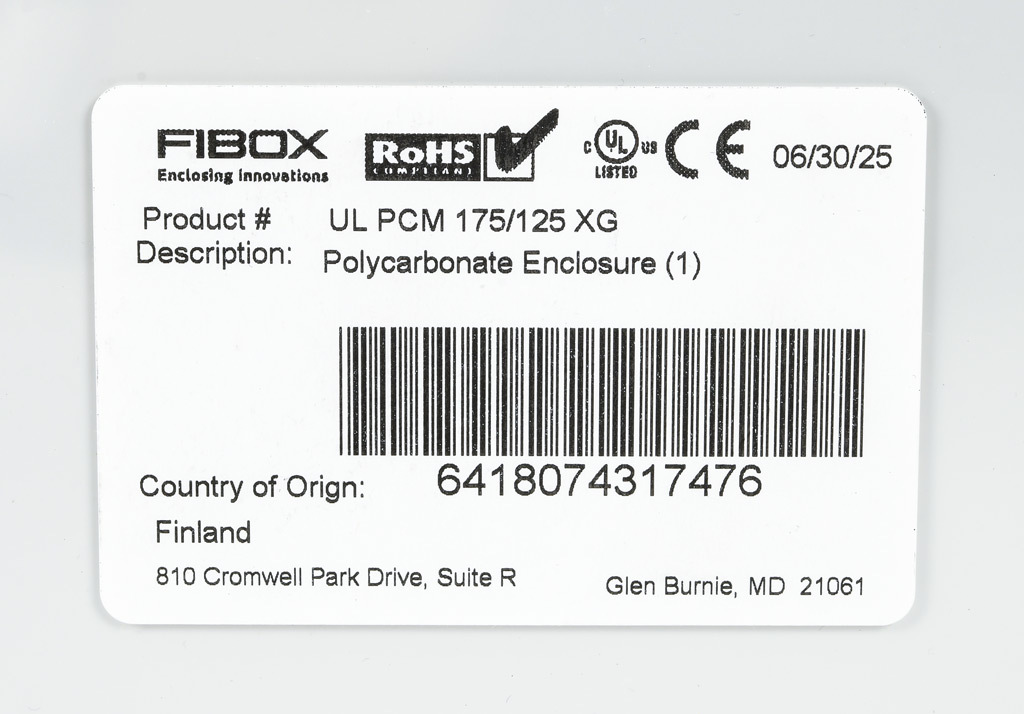 FIBOX
Enclosing Innovations
RoHS
COMPLIANT
C UL US
LISTED
CE
06/30/25
Product # UL PCM 175/125 XG
Description: Polycarbonate Enclosure (1)
6418074317476
Country of Orign:
Finland
810 Cromwell Park Drive, Suite R Glen Burnie, MD 21061